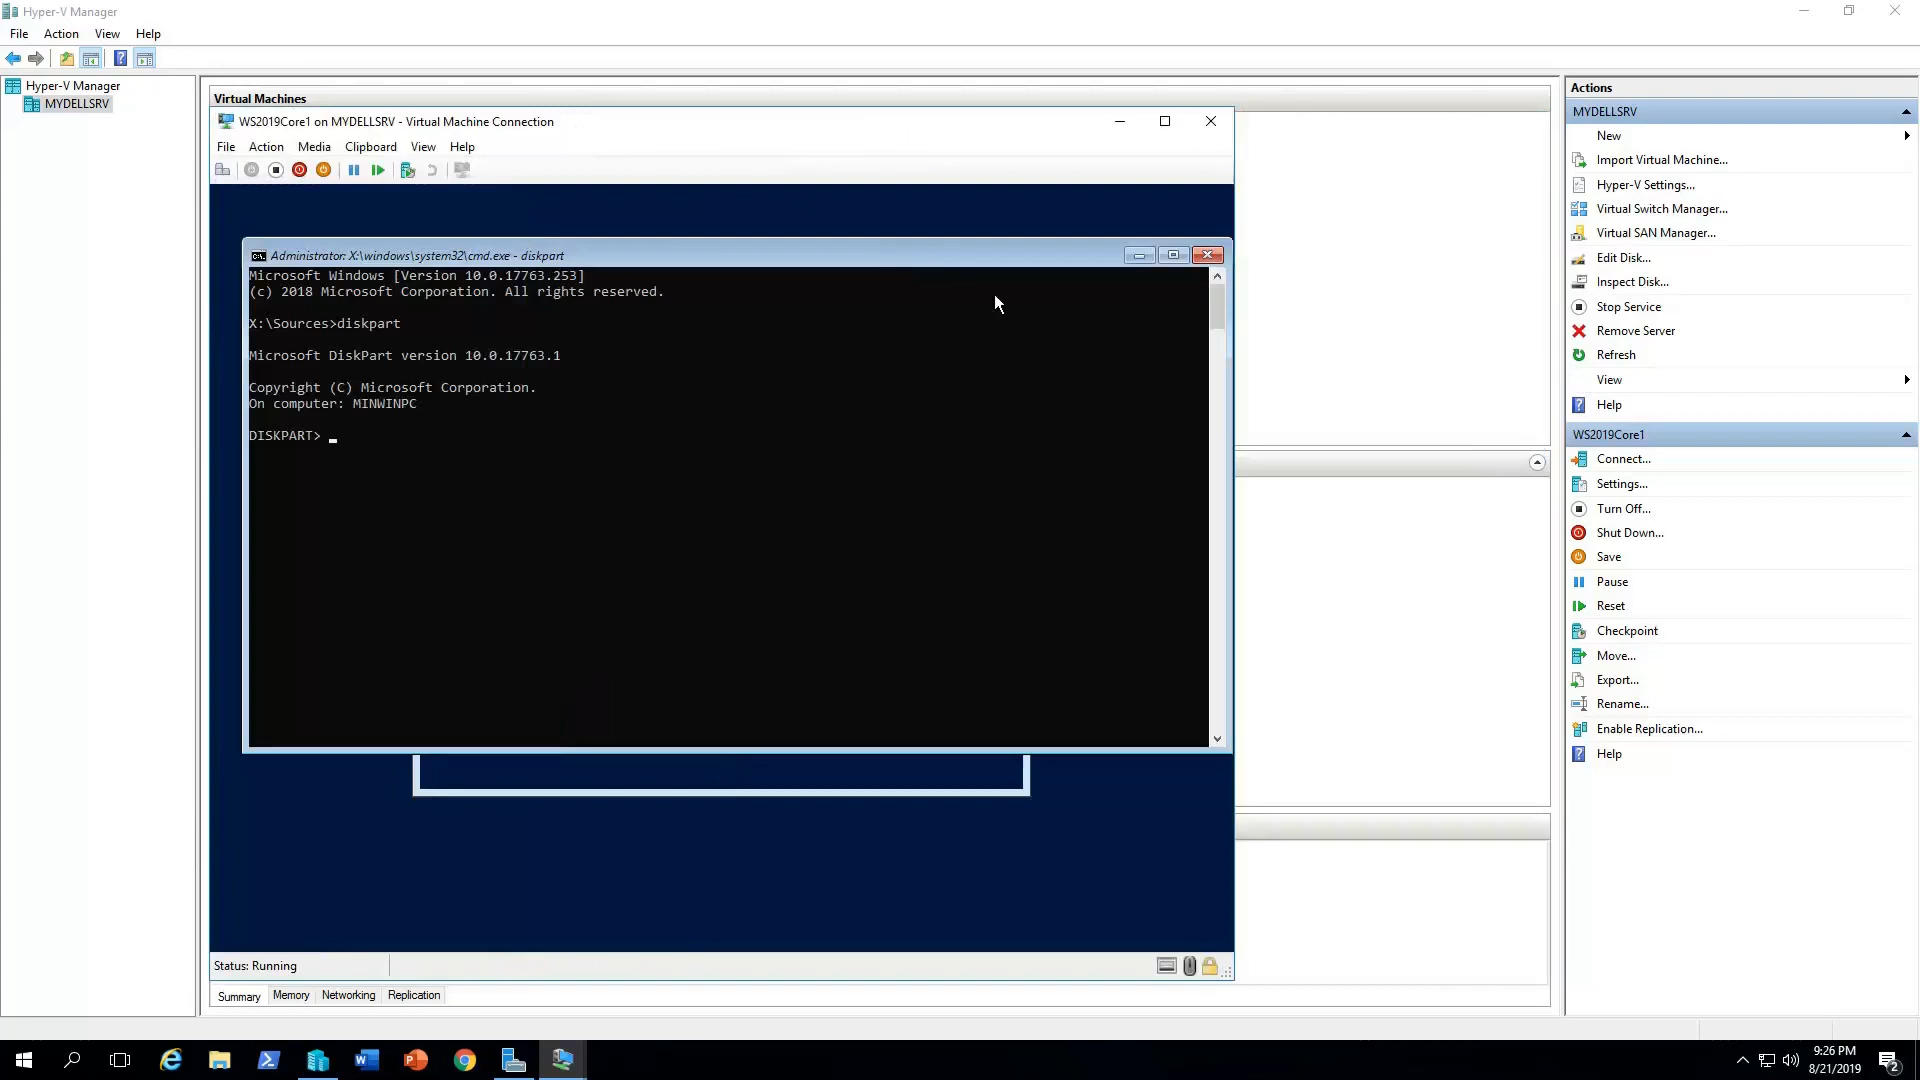 Hyper-V Manager
File Action View Help
Hyper-V Manager
MYDELLSRV
Virtual Machines
WS2019Core1 on MYDELLSRV - Virtual Machine Connection
File Action Media Clipboard View Help
Administrator: X:\windows\system32\cmd.exe - diskpart
Microsoft Windows [Version 10.0.17763.253]
(c) 2018 Microsoft Corporation. All rights reserved.
X:\Sources>diskpart
Microsoft DiskPart version 10.0.17763.1
Copyright (C) Microsoft Corporation.
On computer: MINWINPC
DISKPART>
Status: Running
Summary Memory Networking Replication
Actions
MYDELLSRV
New
Import Virtual Machine...
Hyper-V Settings...
Virtual Switch Manager...
Virtual SAN Manager...
Edit Disk...
Inspect Disk...
Stop Service
Remove Server
Refresh
View
Help
WS2019Core1
Connect...
Settings...
Turn Off...
Shut Down...
Save
Pause
Reset
Checkpoint
Move...
Export...
Rename...
Enable Replication...
Help
9:26 PM
8/21/2019
2